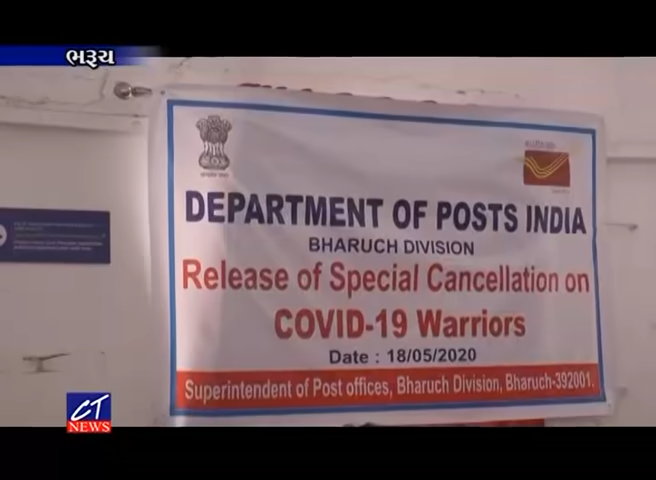 ભરૂચ
DEPARTMENT OF POSTS INDIA
BHARUCH DIVISION
Release of Special Cancellation on
COVID-19 Warriors
Date : 18/05/2020
Superintendent of Post offices, Bharuch Division, Bharuch-392001.
CT
NEWS